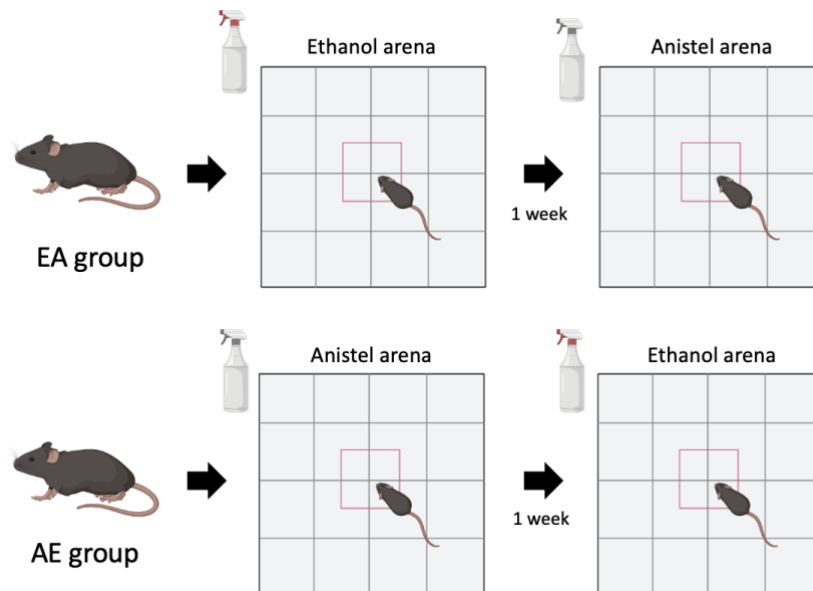 Ethanol arena
Anistel arena
1 week
EA group
Anistel arena
Ethanol arena
1 week
AE group